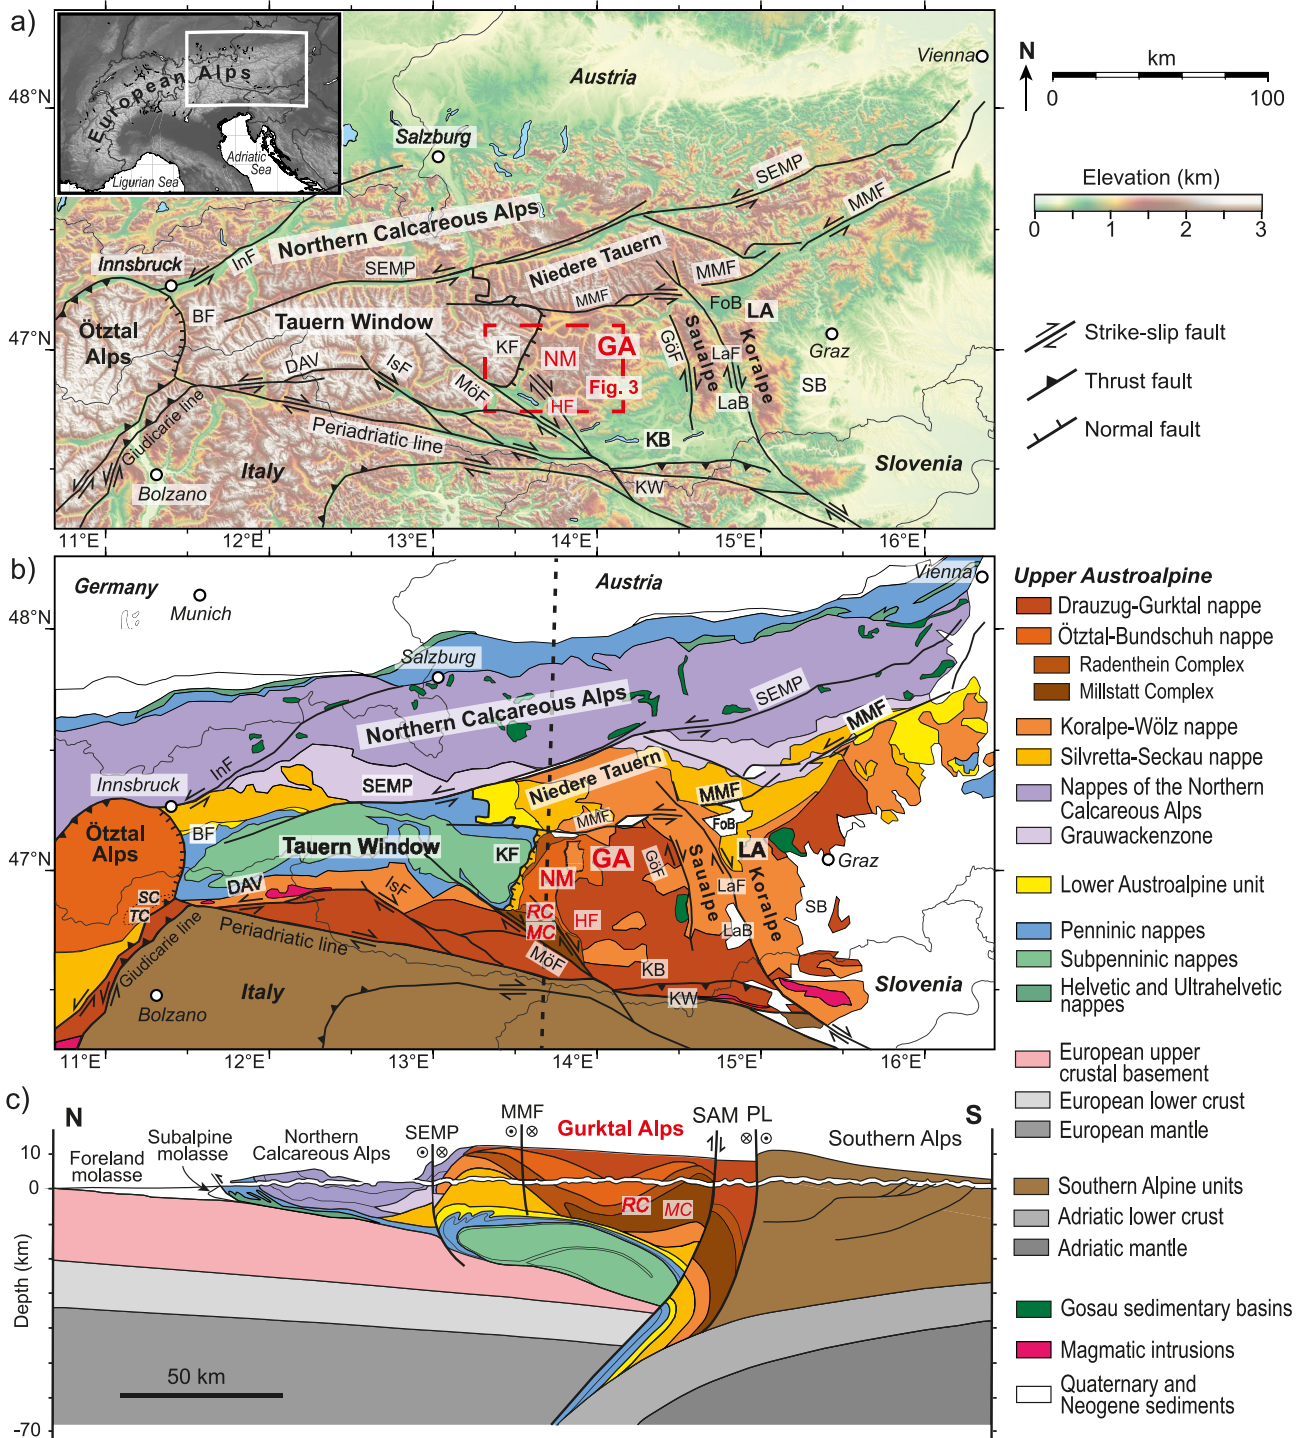 a)
European Alps
Ligurian Sea
Adriatic
Sea
Austria
Vienna
N
km
0
100
48°N
Salzburg
SEMP
MMF
Elevation (km)
0
1
2
3
Northern Calcareous Alps
InF
Innsbruck
SEMP
Niedere Tauern
MMF
MMF
BF
Tauern Window
FoB
LA
Ötztal
Alps
47°N
KF
NM
GA
GöF
Saualpe
LaF
Koralpe
Graz
DAV
IsF
MöF
Fig. 3
HF
SB
LaB
Giudicarie line
Periadriatic line
KB
Italy
Bolzano
KW
Slovenia
Strike-slip fault
Thrust fault
Normal fault
11°E
12°E
13°E
14°E
15°E
16°E
b)
Germany
Munich
Austria
Vienna
48°N
Salzburg
Northern Calcareous Alps
SEMP
MMF
InF
Innsbruck
SEMP
Niedere Tauern
MMF
MMF
FoB
BF
Ötztal
Alps
Tauern Window
KF
GA
LA
47°N
NM
GöF
Saualpe
LaF
Koralpe
Graz
SC
TC
DAV
IsF
RC
MC
HF
SB
LaB
Giudicarie line
Periadriatic line
MöF
KB
Italy
Bolzano
KW
Slovenia
11°E
12°E
13°E
14°E
15°E
16°E
Upper Austroalpine
Drauzug-Gurktal nappe
Ötztal-Bundschuh nappe
Radenthein Complex
Millstatt Complex
Koralpe-Wölz nappe
Silvretta-Seckau nappe
Nappes of the Northern
Calcareous Alps
Grauwackenzone
Lower Austroalpine unit
Penninic nappes
Subpenninic nappes
Helvetic and Ultrahelvetic
nappes
European upper
crustal basement
European lower crust
European mantle
Southern Alpine units
Adriatic lower crust
Adriatic mantle
Gosau sedimentary basins
Magmatic intrusions
Quaternary and
Neogene sediments
c)
N
S
MMF
SAM
PL
SEMP
Gurktal Alps
Southern Alps
Subalpine
molasse
Northern
Calcareous Alps
Foreland
molasse
10
0
RC
MC
Depth (km)
50 km
-70